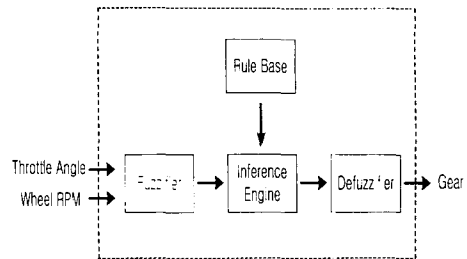 Rule Base
Throttle Angle
Wheel RPM
Fuzzifier
Inference
Engine
Defuzzifier
Gear